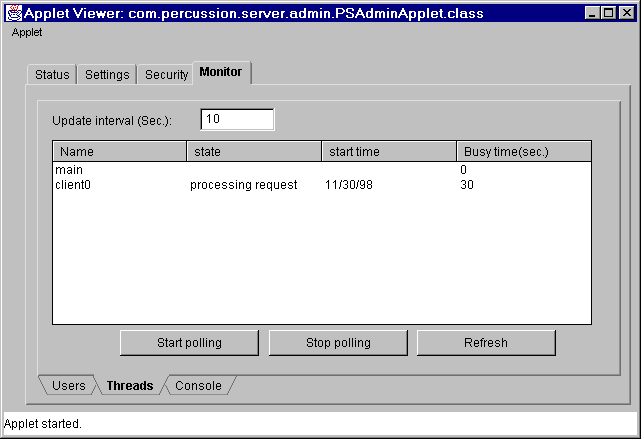 Applet Viewer: com.percussion.server.admin.PSAdminApplet.class
Applet
Status Settings Security Monitor
Update interval (Sec.): 10
Name state start time Busy time(sec.)
main 0
client0 processing request 11/30/98 30
Start polling Stop polling Refresh
Users Threads Console
Applet started.